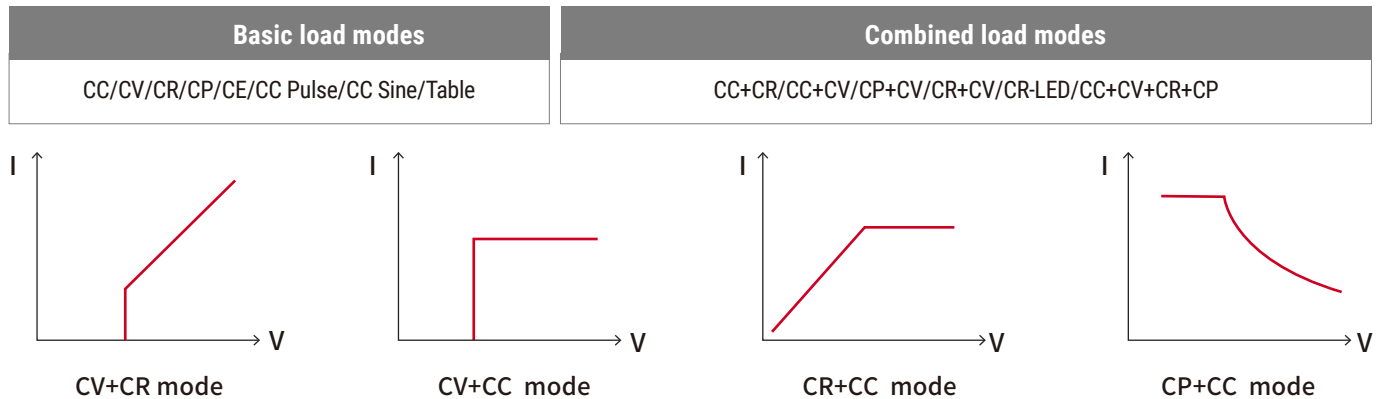 Basic load modes
Combined load modes
CC/CV/CR/CP/CE/CC Pulse/CC Sine/Table
CC+CR/CC+CV/CP+CV/CR+CV/CR-LED/CC+CV+CR+CP
I
V
CV+CR mode
I
V
CV+CC mode
I
V
CR+CC mode
I
V
CP+CC mode